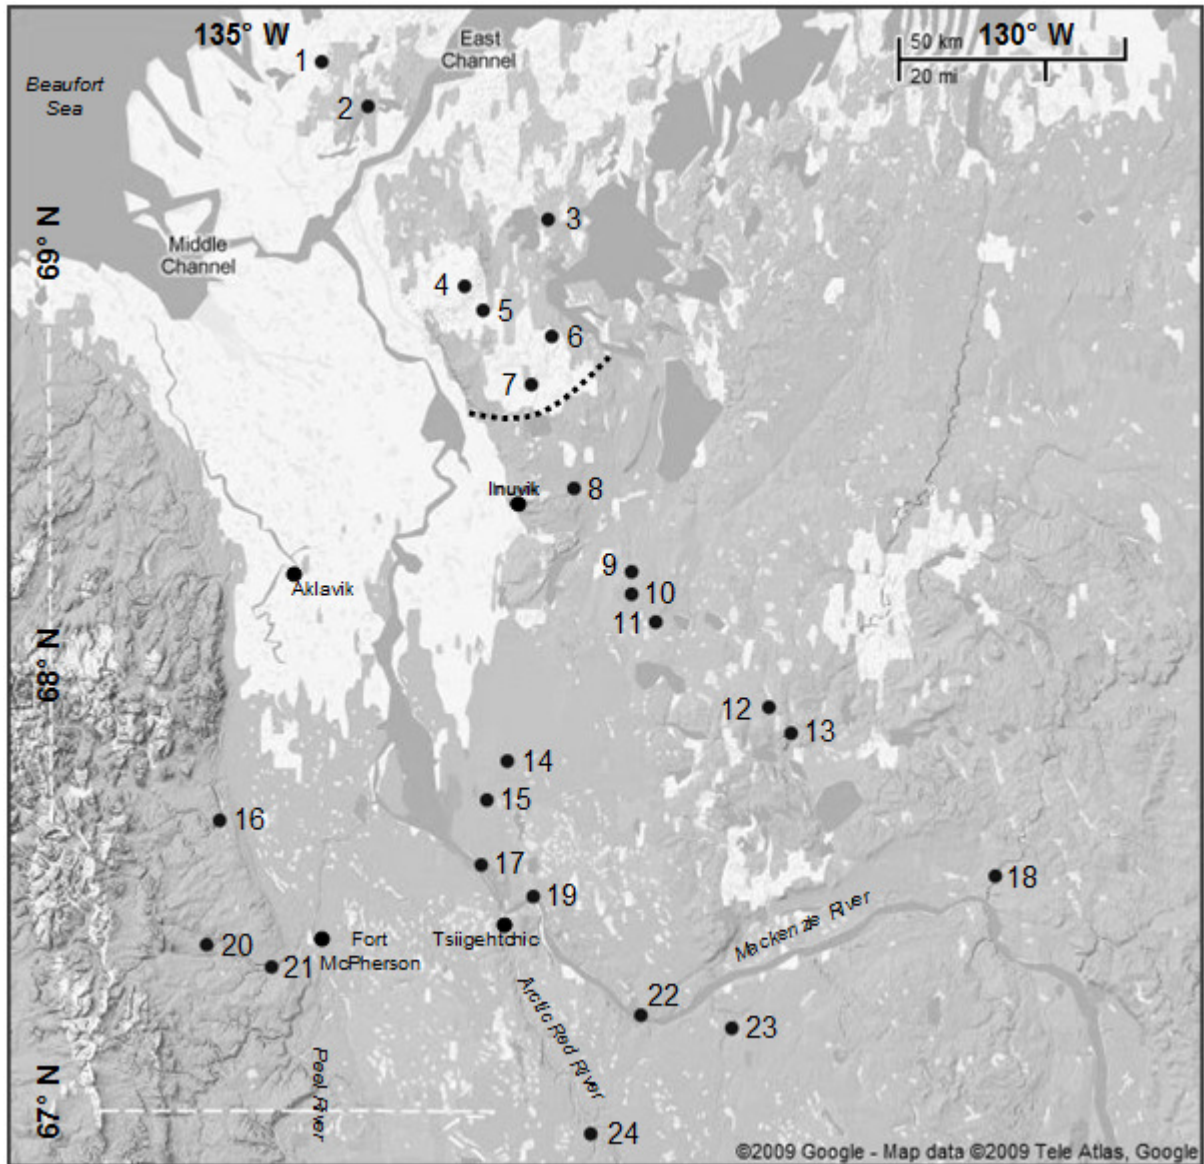 135° W
East
Channel
50 km
130° W
20 mi
1
Beaufort
Sea
2
69° N
3
Middle
Channel
4
5
6
7
Inuvik
8
9
Aklavik
10
11
68° N
12
13
14
15
16
17
18
19
Mackenzie River
20
Fort
McPherson
Tsiigehtchic
21
Arctic Red River
22
23
67° N
Peel River
24
©2009 Google - Map data ©2009 Tele Atlas, Google